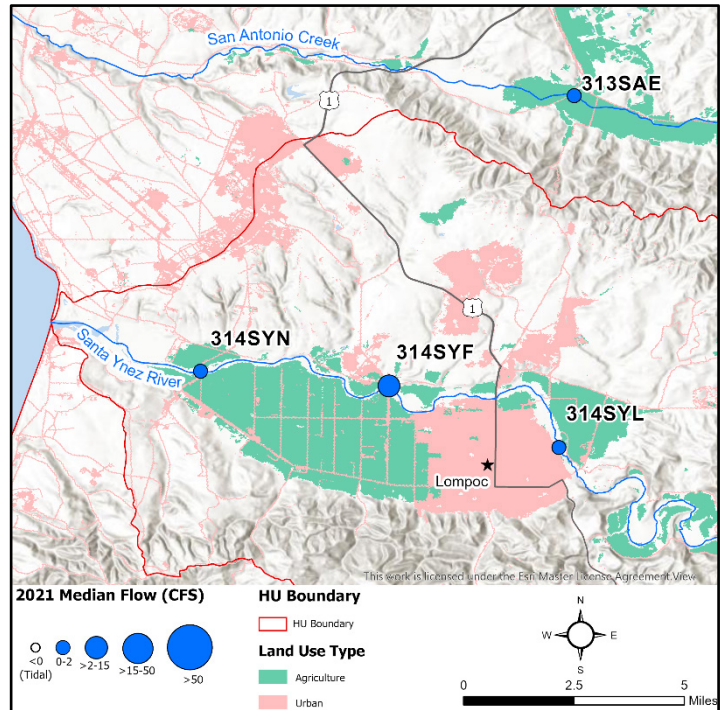 San Antonio Creek
1
313SAE
1
314SYN
314SYF
Santa Ynez River
314SYL
Lompoc
This work is licensed under the Esri Master License Agreement.View
2021 Median Flow (CFS)
<0
(Tidal)
0-2
>2-15
>15-50
>50
HU Boundary
HU Boundary
Land Use Type
Agriculture
Urban
N
W
E
S
0
2.5
5
Miles